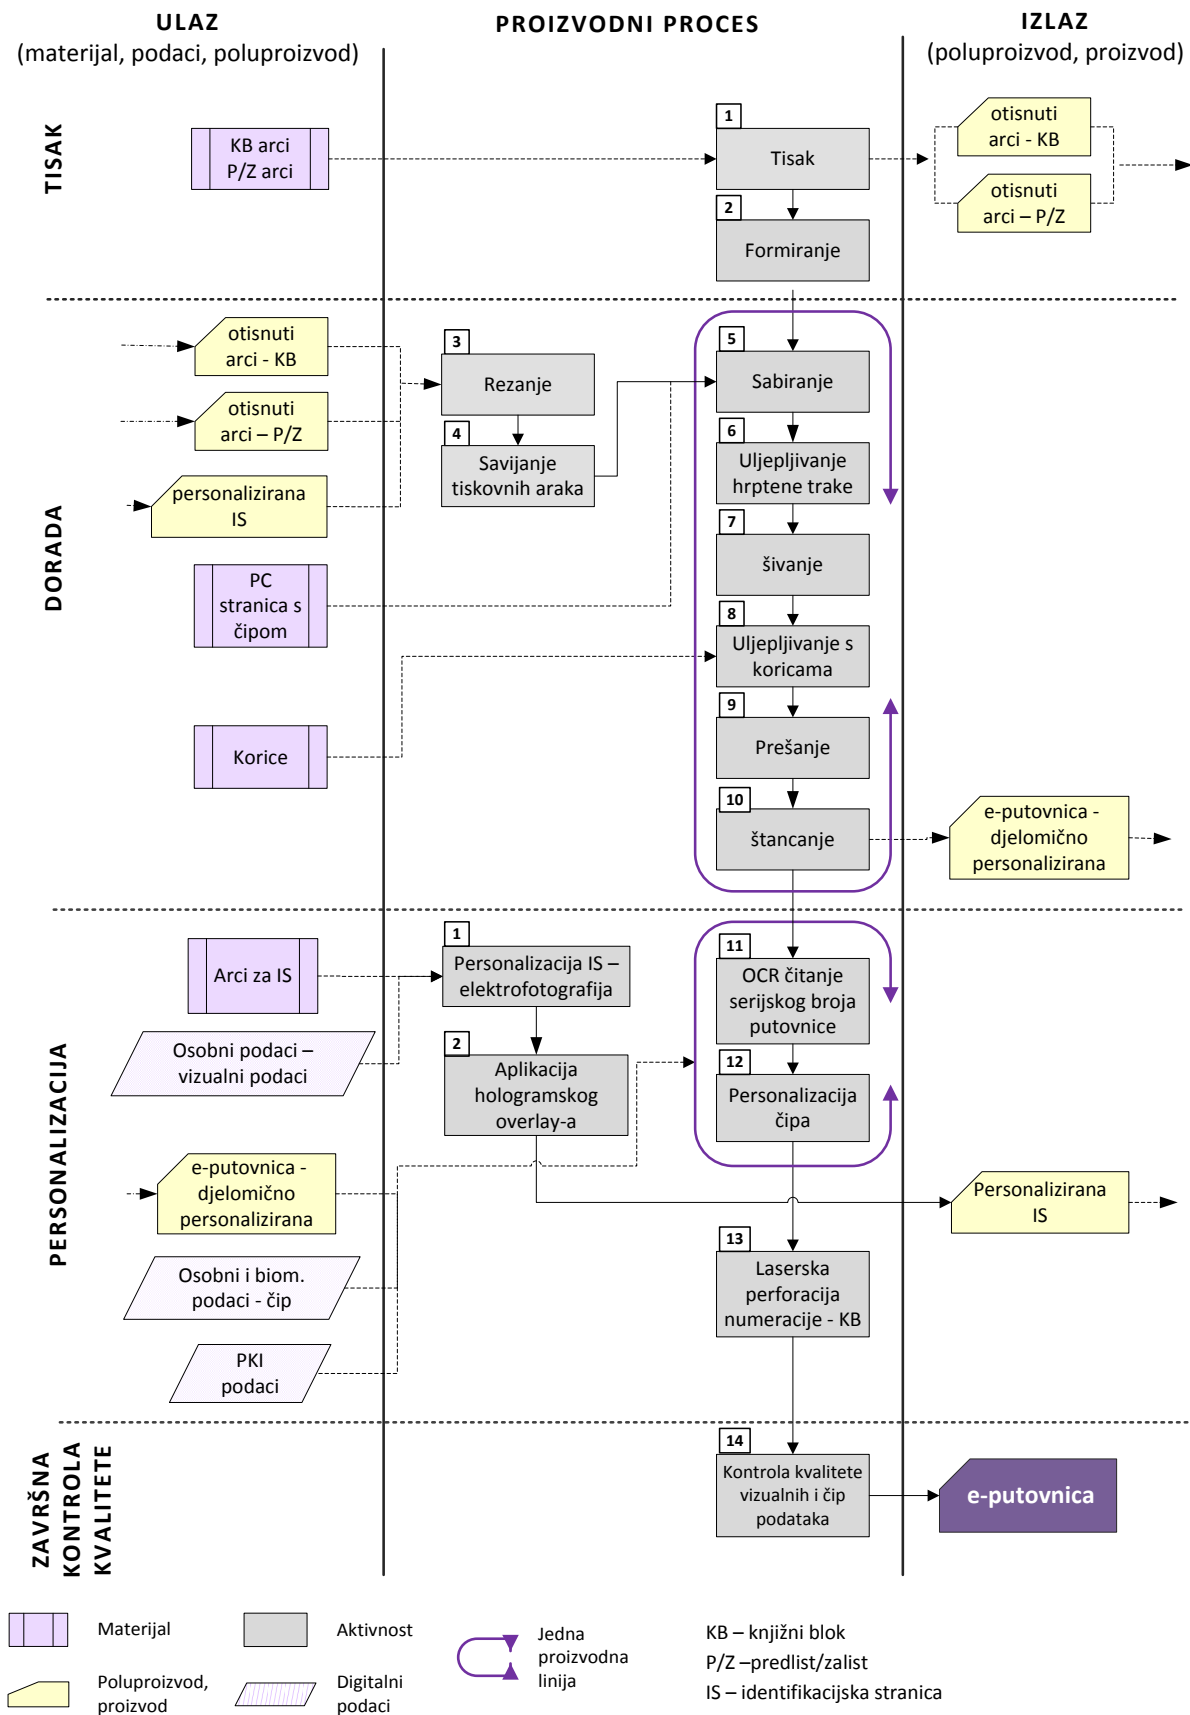 ULAZ
(materijal, podaci, poluproizvod)
PROIZVODNI PROCES
IZLAZ
(poluproizvod, proizvod)
TISAK
KB arci
P/Z arci
1
Tisak
2
Formiranje
otisnuti
arci - KB
otisnuti
arci – P/Z
DORADA
otisnuti
arci - KB
otisnuti
arci – P/Z
personalizirana
IS
PC
stranica s
čipom
Korice
3
Rezanje
4
Savijanje
tiskovnih araka
5
Sabiranje
6
Uljepljivanje
hrptene trake
7
šivanje
8
Uljepljivanje s
koricama
9
Prešanje
10
štancanje
e-putovnica -
djelomično
personalizirana
PERSONALIZACIJA
Arci za IS
Osobni podaci –
vizualni podaci
e-putovnica -
djelomično
personalizirana
Osobni i biom.
podaci - čip
PKI
podaci
1
Personalizacija IS –
elektrofotografija
2
Aplikacija
hologramskog
overlay-a
11
OCR čitanje
serijskog broja
putovnice
12
Personalizacija
čipa
13
Laserska
perforacija
numeracije - KB
Personalizirana
IS
ZAVRŠNA
KONTROLA
KVALITETE
14
Kontrola kvalitete
vizualnih i čip
podataka
e-putovnica
Materijal
Aktivnost
Jedna
proizvodna
linija
KB – knjižni blok
P/Z –predlist/zalist
IS – identifikacijska stranica
Poluproizvod,
proizvod
Digitalni
podaci